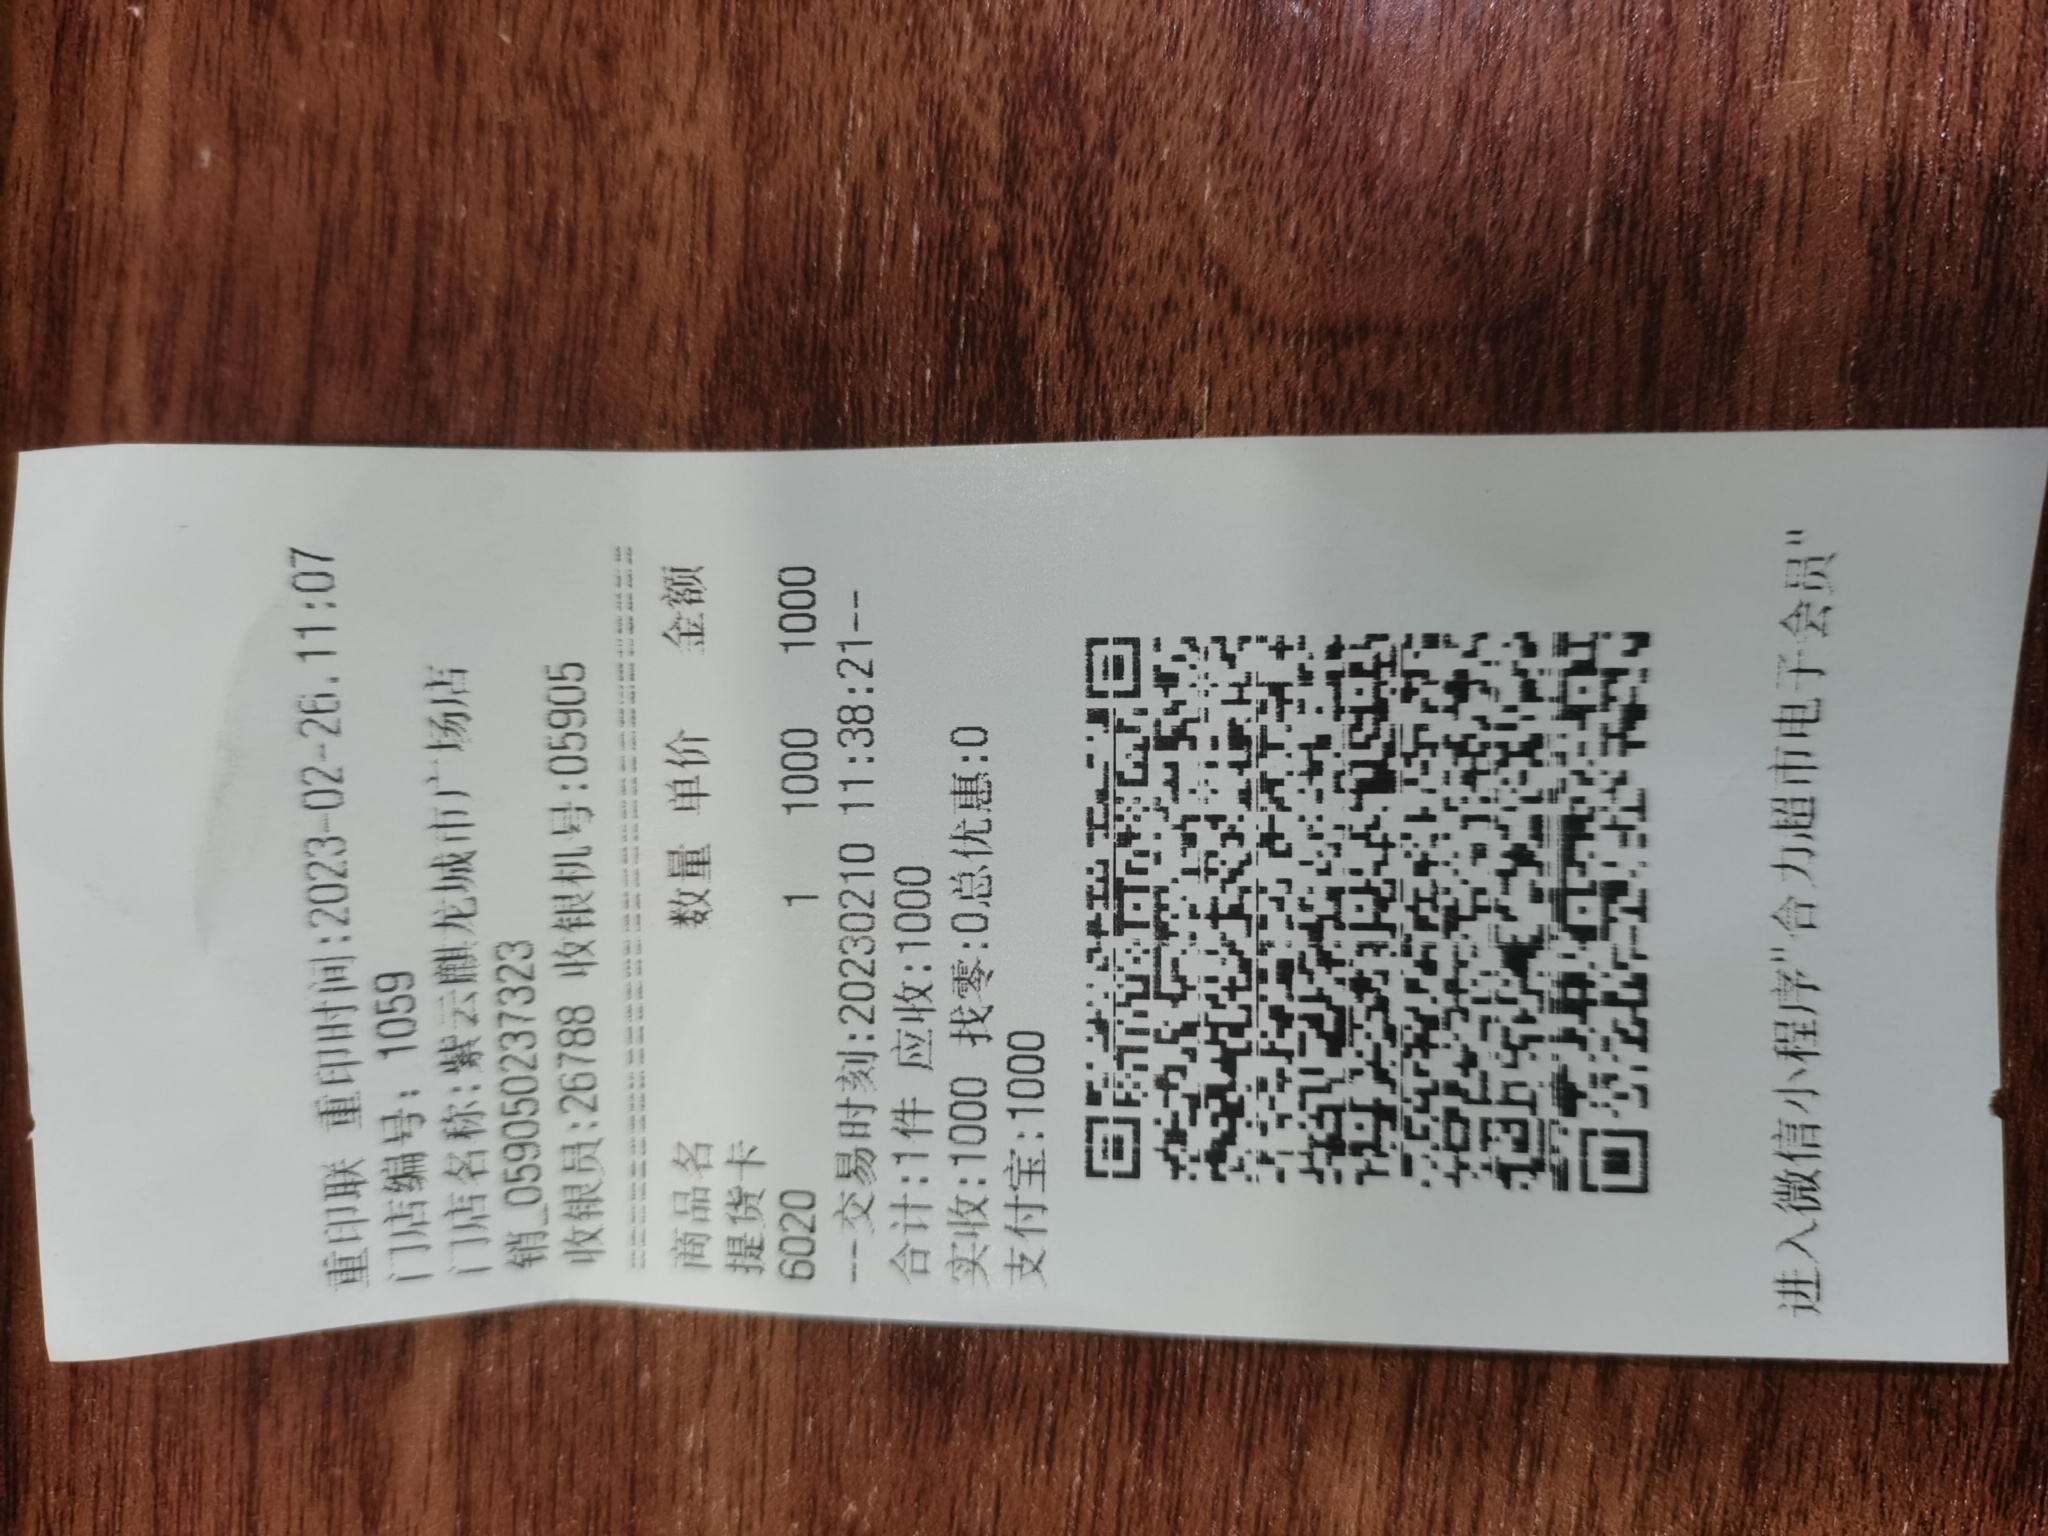 重印联 重印时间:2023-02-26.11:07
门店编号: 1059
门店名称:紫云麒龙城市广场店
销_0590502373​23
收银员:26788 收银机号:05905
================================
商品名 数量 单价 金额
提货卡
6020 1 1000 1000
--交易时刻:20230210 11:38:21--
合计:1件 应收:1000
实收:1000 找零:0总优惠:0
支付宝:1000
进入微信小程序"合力超市电子会员"